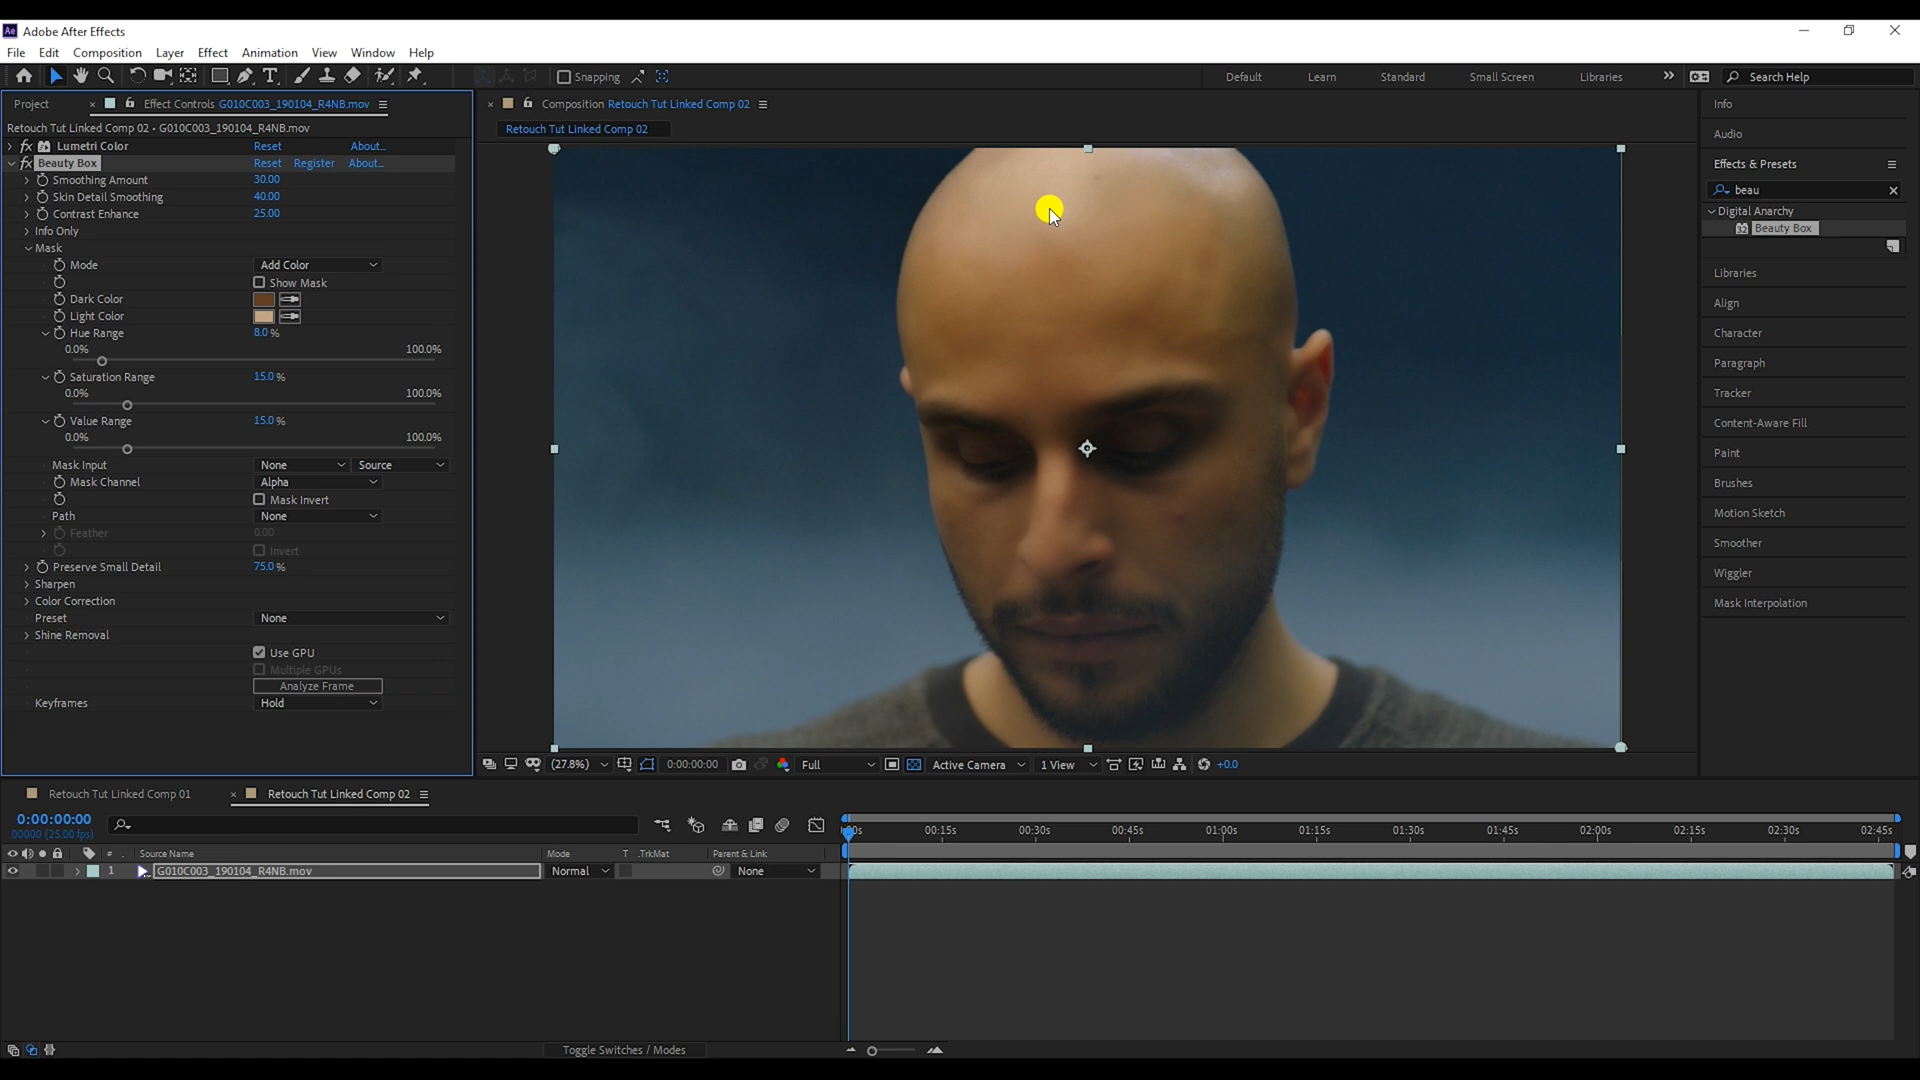 Ae Adobe After Effects
File Edit Composition Layer Effect Animation View Window Help
Snapping Default Learn Standard Small Screen Libraries Search Help
Project Effect Controls G010C003_190104_R4NB.mov
Composition Retouch Tut Linked Comp 02
Retouch Tut Linked Comp 02 • G010C003_190104_R4NB.mov
Retouch Tut Linked Comp 02
fx Lumetri Color Reset About...
fx Beauty Box Reset Register About...
Smoothing Amount 30.00
Skin Detail Smoothing 40.00
Contrast Enhance 25.00
Info Only
Mask
Mode Add Color
Show Mask
Dark Color
Light Color
Hue Range 8.0 %
0.0% 100.0%
Saturation Range 15.0 %
0.0% 100.0%
Value Range 15.0 %
0.0% 100.0%
Mask Input None Source
Mask Channel Alpha
Mask Invert
Path None
Feather 0.00
Invert
Preserve Small Detail 75.0 %
Sharpen
Color Correction
Preset None
Shine Removal
Use GPU
Multiple GPUs
Analyze Frame
Keyframes Hold
(27.8%) 0:00:00:00 Full Active Camera 1 View +0.0
Info
Audio
Effects & Presets
beau
Digital Anarchy
32 Beauty Box
Libraries
Align
Character
Paragraph
Tracker
Content-Aware Fill
Paint
Brushes
Motion Sketch
Smoother
Wiggler
Mask Interpolation
Retouch Tut Linked Comp 01 Retouch Tut Linked Comp 02
0:00:00:00
00000 (25.00 fps)
00:15s 00:30s 00:45s 01:00s 01:15s 01:30s 01:45s 02:00s 02:15s 02:30s 02:45s
# Source Name Mode T .TrkMat Parent & Link
1 G010C003_190104_R4NB.mov Normal None
Toggle Switches / Modes